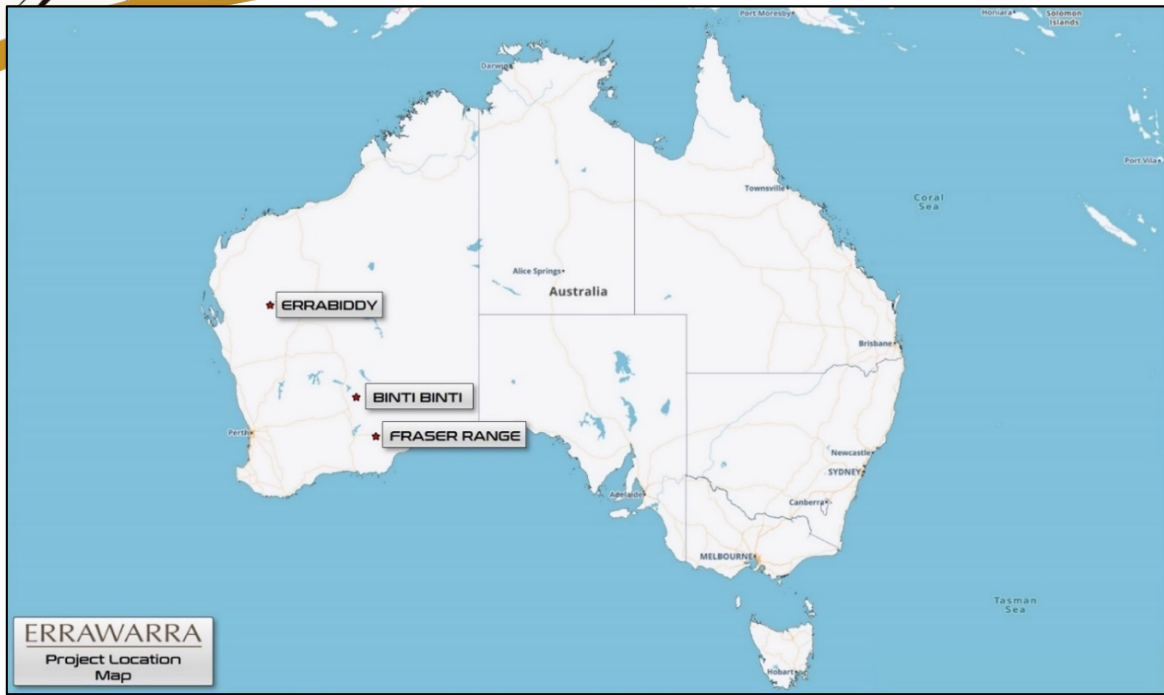 Port Moresby
Honiara
Solomon
Islands
Darwin
Port Vila
Townsville
Coral
Sea
Alice Springs
Australia
ERRABIDDY
Brisbane
BINTI BINTI
Perth
FRASER RANGE
Newcastle
SYDNEY
Adelaide
Canberra
MELBOURNE
Tasman
Sea
ERRAWARRA
Project Location
Map
Hobart